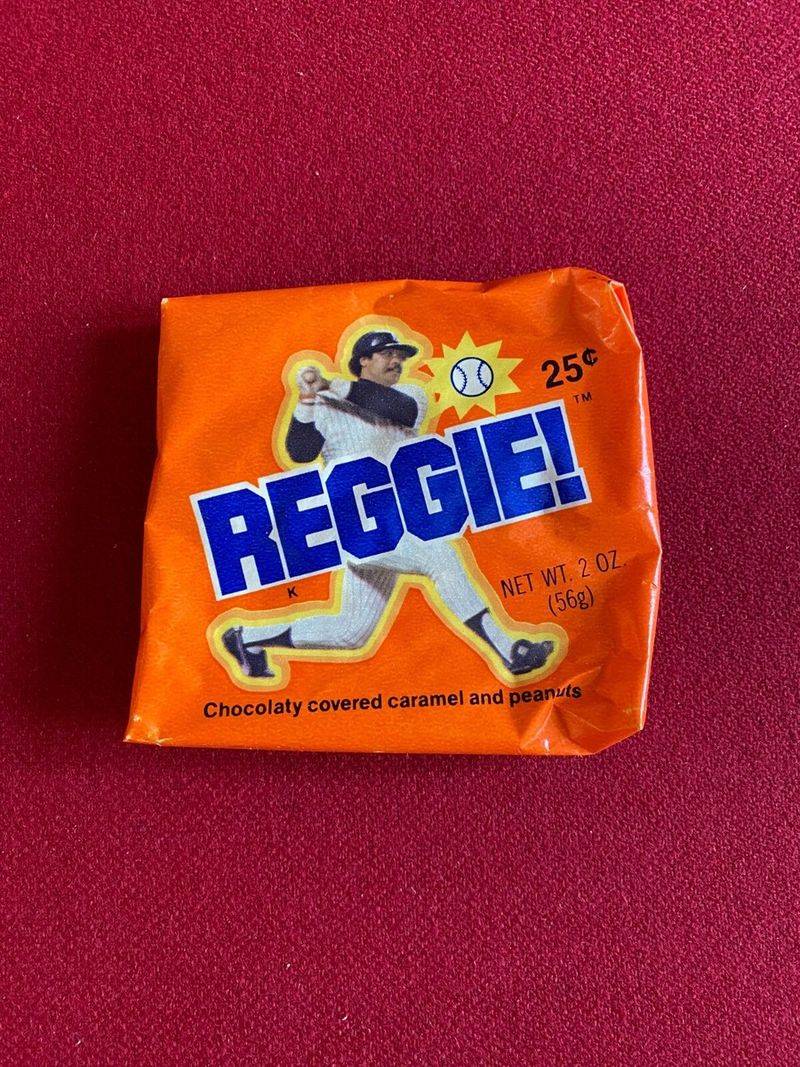 25¢
TM
REGGIE!
K
NET WT. 2 OZ.
(56g)
Chocolaty covered caramel and peanuts